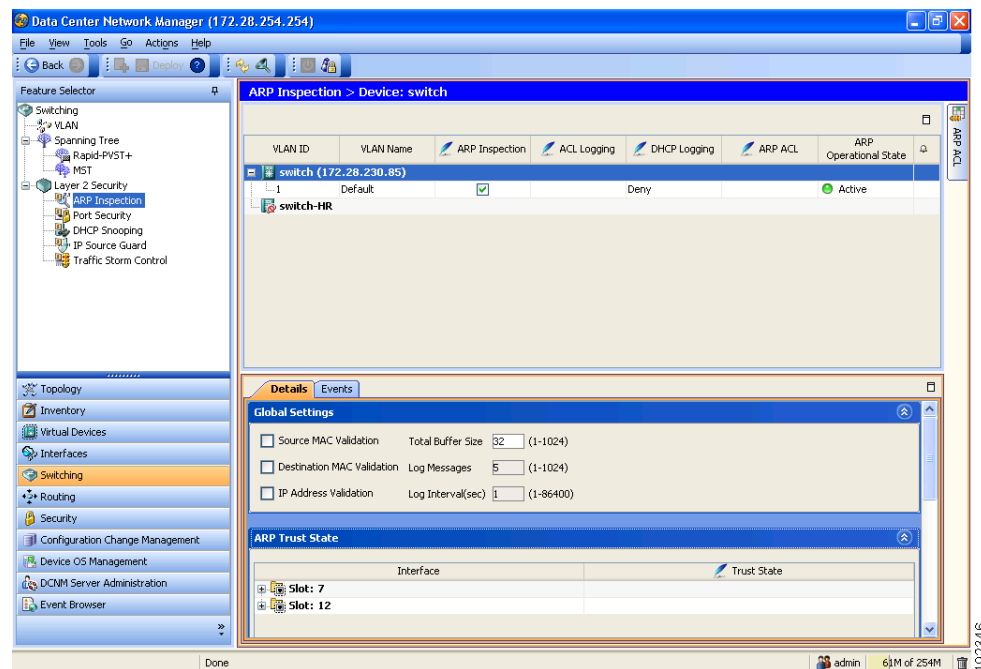 Data Center Network Manager (172.28.254.254)
File View Tools Go Actions Help
Back Deploy
Feature Selector
Switching
VLAN
Spanning Tree
Rapid-PVST+
MST
Layer 2 Security
ARP Inspection
Port Security
DHCP Snooping
IP Source Guard
Traffic Storm Control
Topology
Inventory
Virtual Devices
Interfaces
Switching
Routing
Security
Configuration Change Management
Device OS Management
DCNM Server Administration
Event Browser
»
ARP Inspection > Device: switch
VLAN ID VLAN Name ARP Inspection ACL Logging DHCP Logging ARP ACL ARP Operational State
switch (172.28.230.85)
1 Default Deny Active
switch-HR
ARP ACL
Details Events
Global Settings
Source MAC Validation Total Buffer Size 32 (1-1024)
Destination MAC Validation Log Messages 5 (1-1024)
IP Address Validation Log Interval(sec) 1 (1-86400)
ARP Trust State
Interface Trust State
Slot: 7
Slot: 12
Done admin 61M of 254M
192346